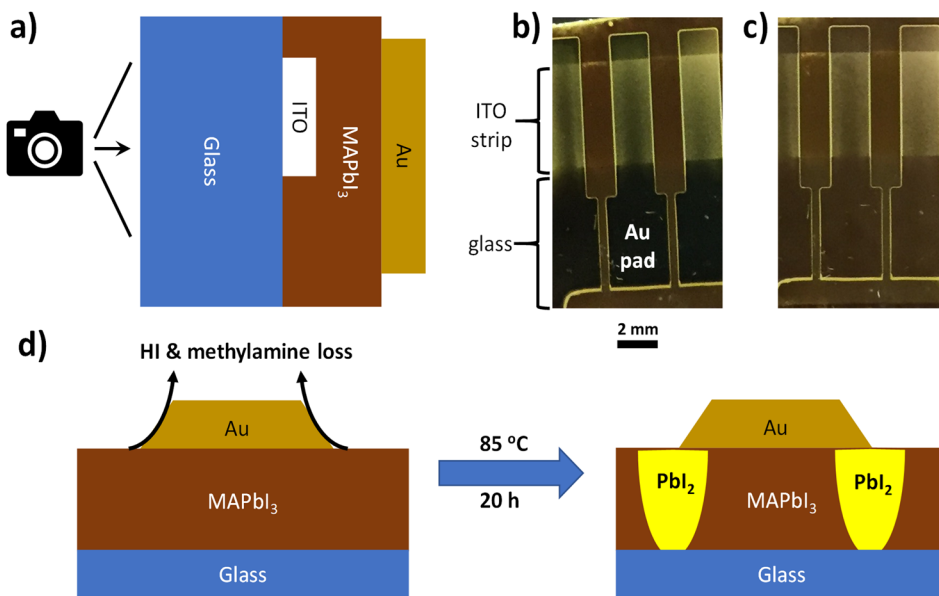 a)
Glass
ITO
MAPbI₃
Au
b)
c)
ITO
strip
glass
Au
pad
2 mm
d)
HI & methylamine loss
Au
MAPbI₃
Glass
85 °C
20 h
Au
PbI₂
MAPbI₃
PbI₂
Glass